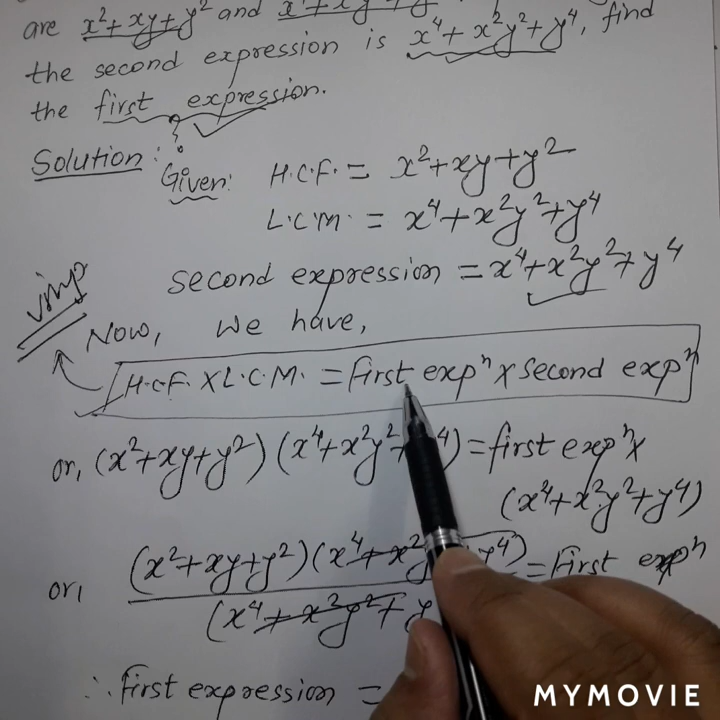 are x²+xy+y² and
the second expression is x⁴+x²y²+y⁴, find
the first expression.
Solution:
Given: H.C.F. = x²+xy+y²
L.C.M. = x⁴+x²y²+y⁴
second expression = x⁴+x²y²+y⁴
vimp
Now, we have,
H.C.F. X L.C.M. = first expⁿ X second expⁿ
or, (x²+xy+y²)(x⁴+x²y²+ 4) = first expⁿ X
(x⁴+x²y²+y⁴)
or, (x²+xy+y²)(x⁴+x² y⁴) = first expⁿ
(x⁴+x²y²+y
∴ first expression =
MYMOVIE